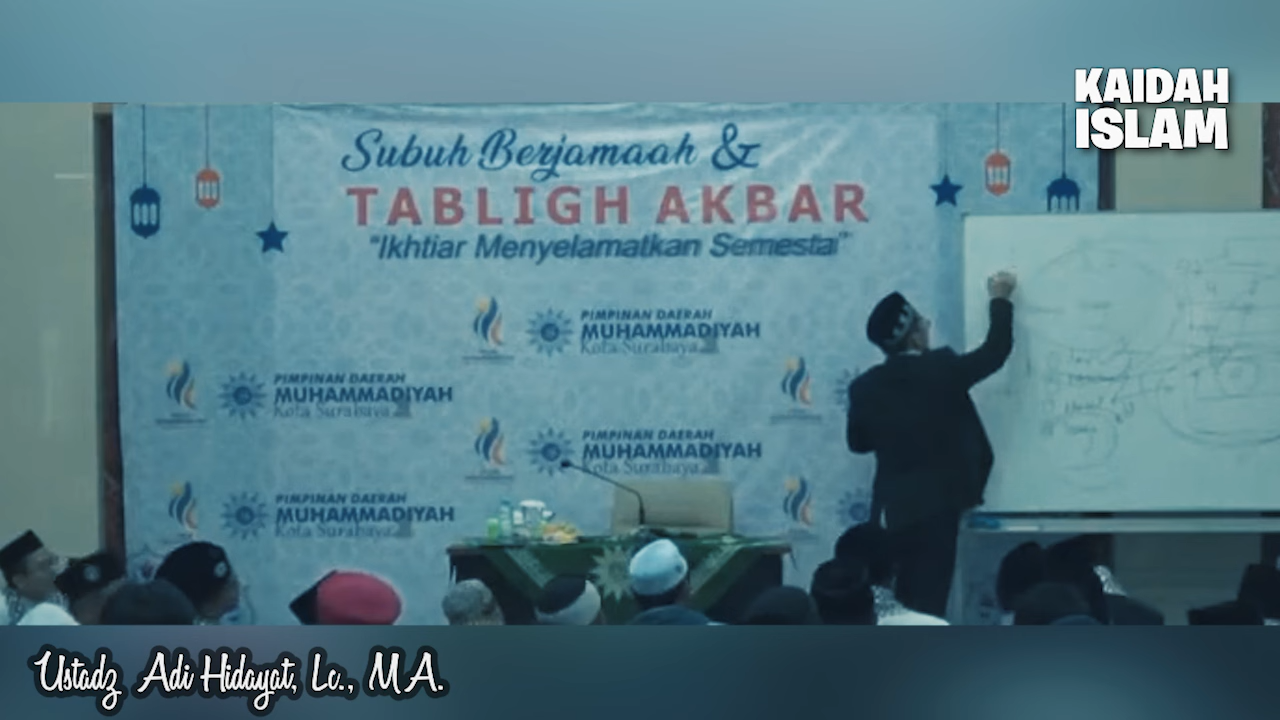 KAIDAH
ISLAM
Subuh Berjamaah &
TABLIGH AKBAR
"Ikhtiar Menyelamatkan Semesta"
PIMPINAN DAERAH
MUHAMMADIYAH
Kota Surabaya
PIMPINAN DAERAH
MUHAMMADIYAH
Kota Surabaya
PIMPINAN DAERAH
MUHAMMADIYAH
Kota Surabaya
PIMPINAN DAERAH
MUHAMMADIYAH
Kota Surabaya
Ustadz Adi Hidayat, Lc., M.A.